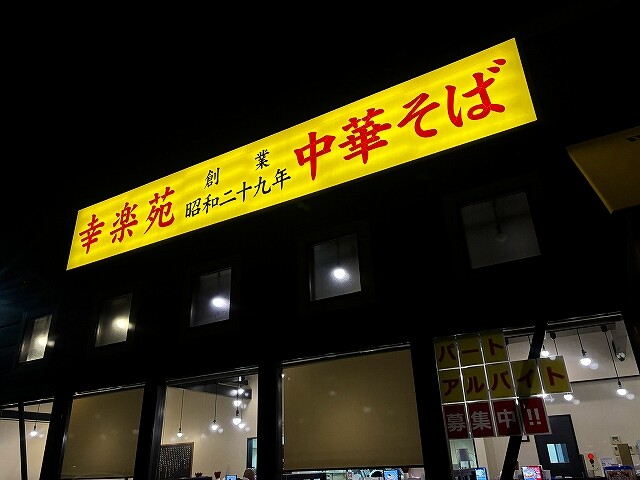 幸楽苑
創業
昭和二十九年
中華そば
パート
アルバイト
募集中!!